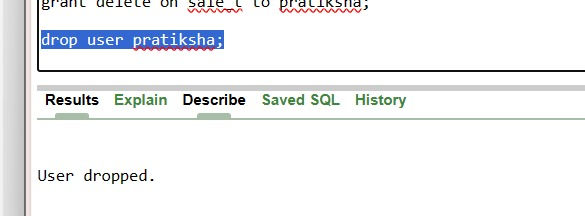 grant delete on sale_t to pratiksha;
drop user pratiksha;
Results Explain Describe Saved SQL History
User dropped.